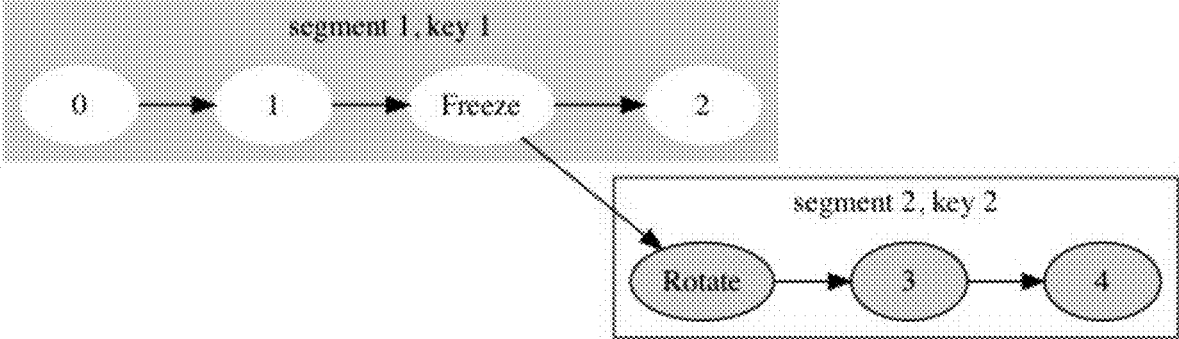 segment 1, key 1
0 1 Freeze 2
segment 2, key 2
Rotate 3 4